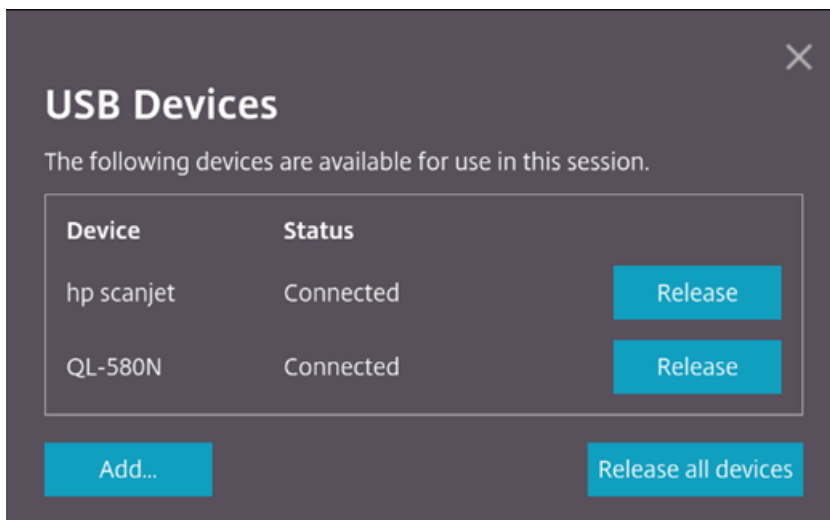 USB Devices
The following devices are available for use in this session.
Device Status
hp scanjet Connected Release
QL-580N Connected Release
Add... Release all devices